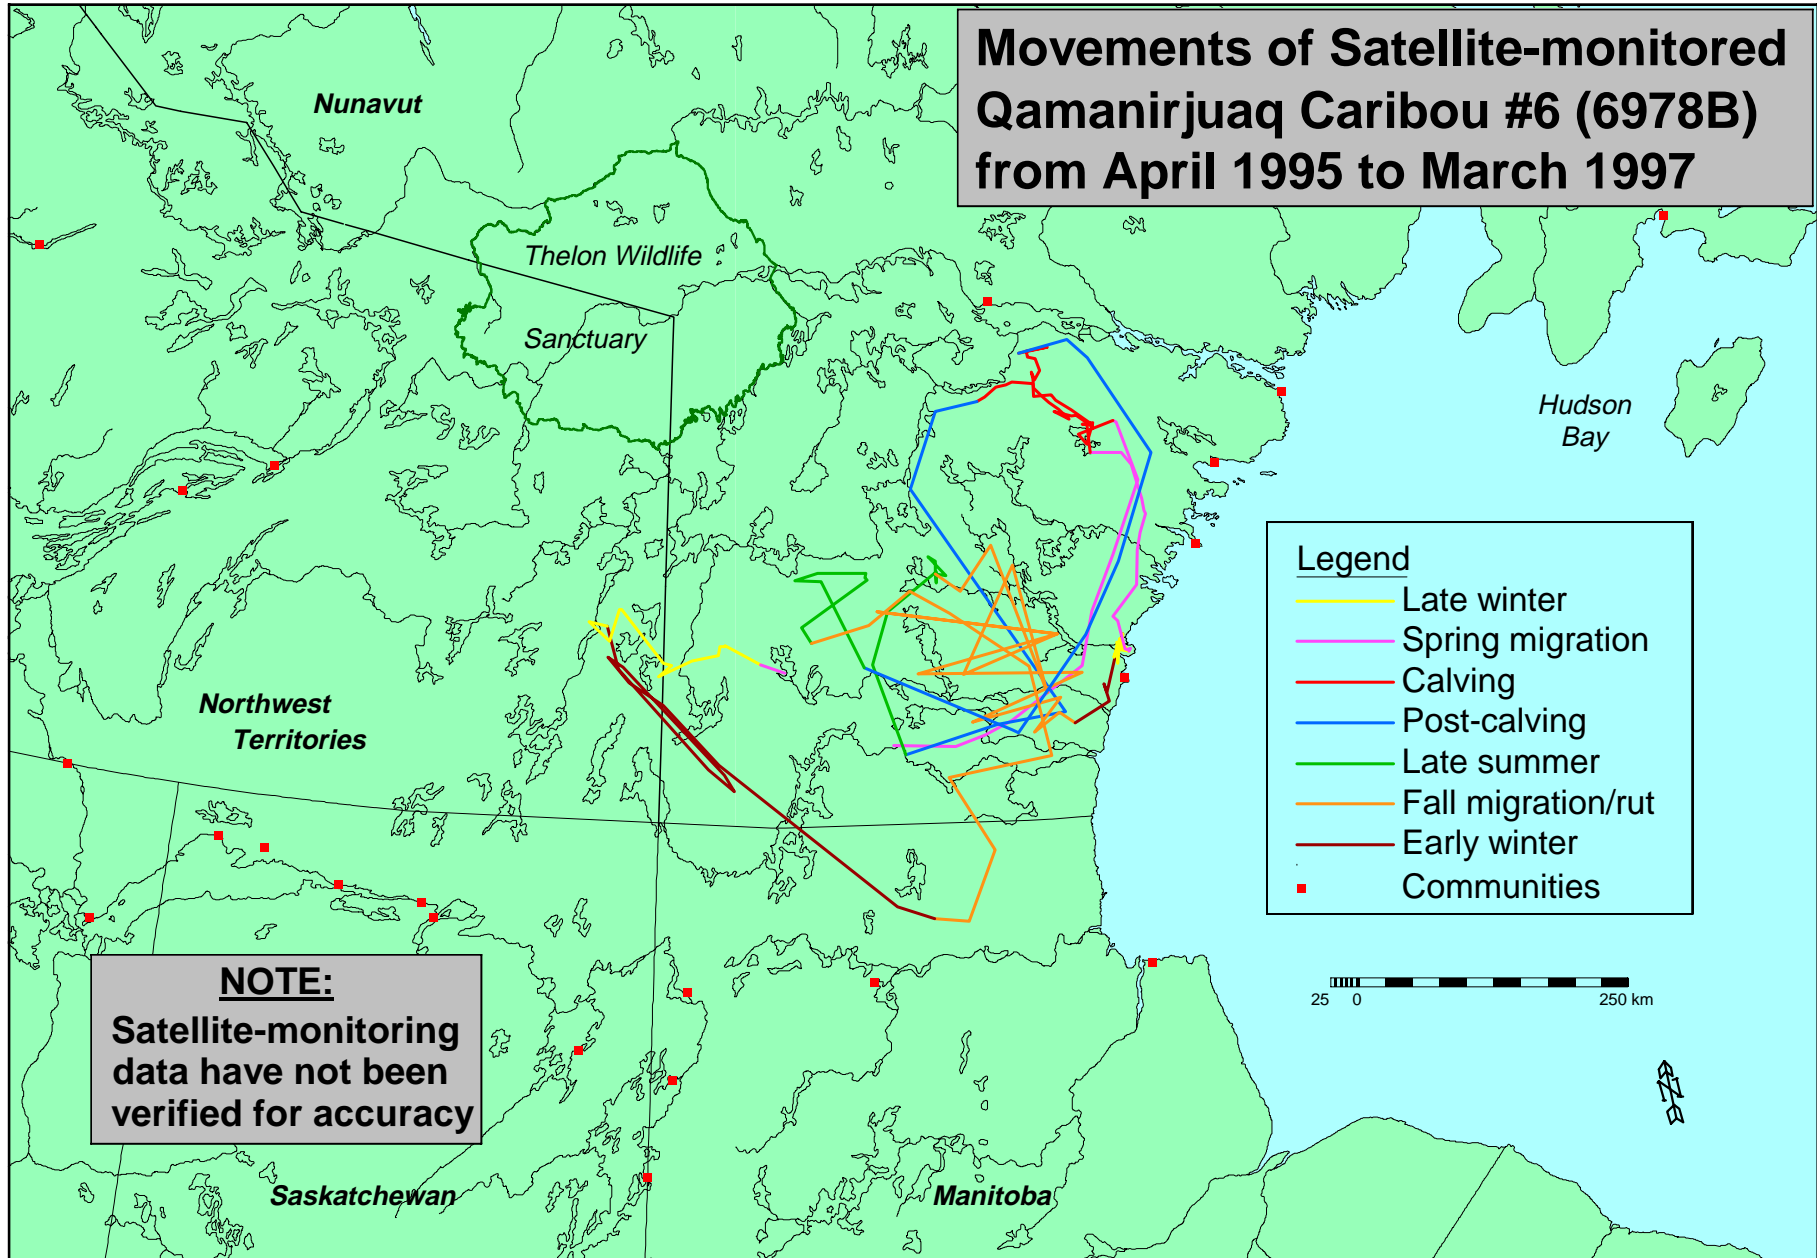 Movements of Satellite-monitored
Qamanirjuaq Caribou #6 (6978B)
from April 1995 to March 1997
Nunavut
Thelon Wildlife
Sanctuary
Hudson
Bay
Northwest
Territories
Legend
Late winter
Spring migration
Calving
Post-calving
Late summer
Fall migration/rut
Early winter
Communities
25 0 250 km
N
NOTE:
Satellite-monitoring
data have not been
verified for accuracy
Saskatchewan
Manitoba